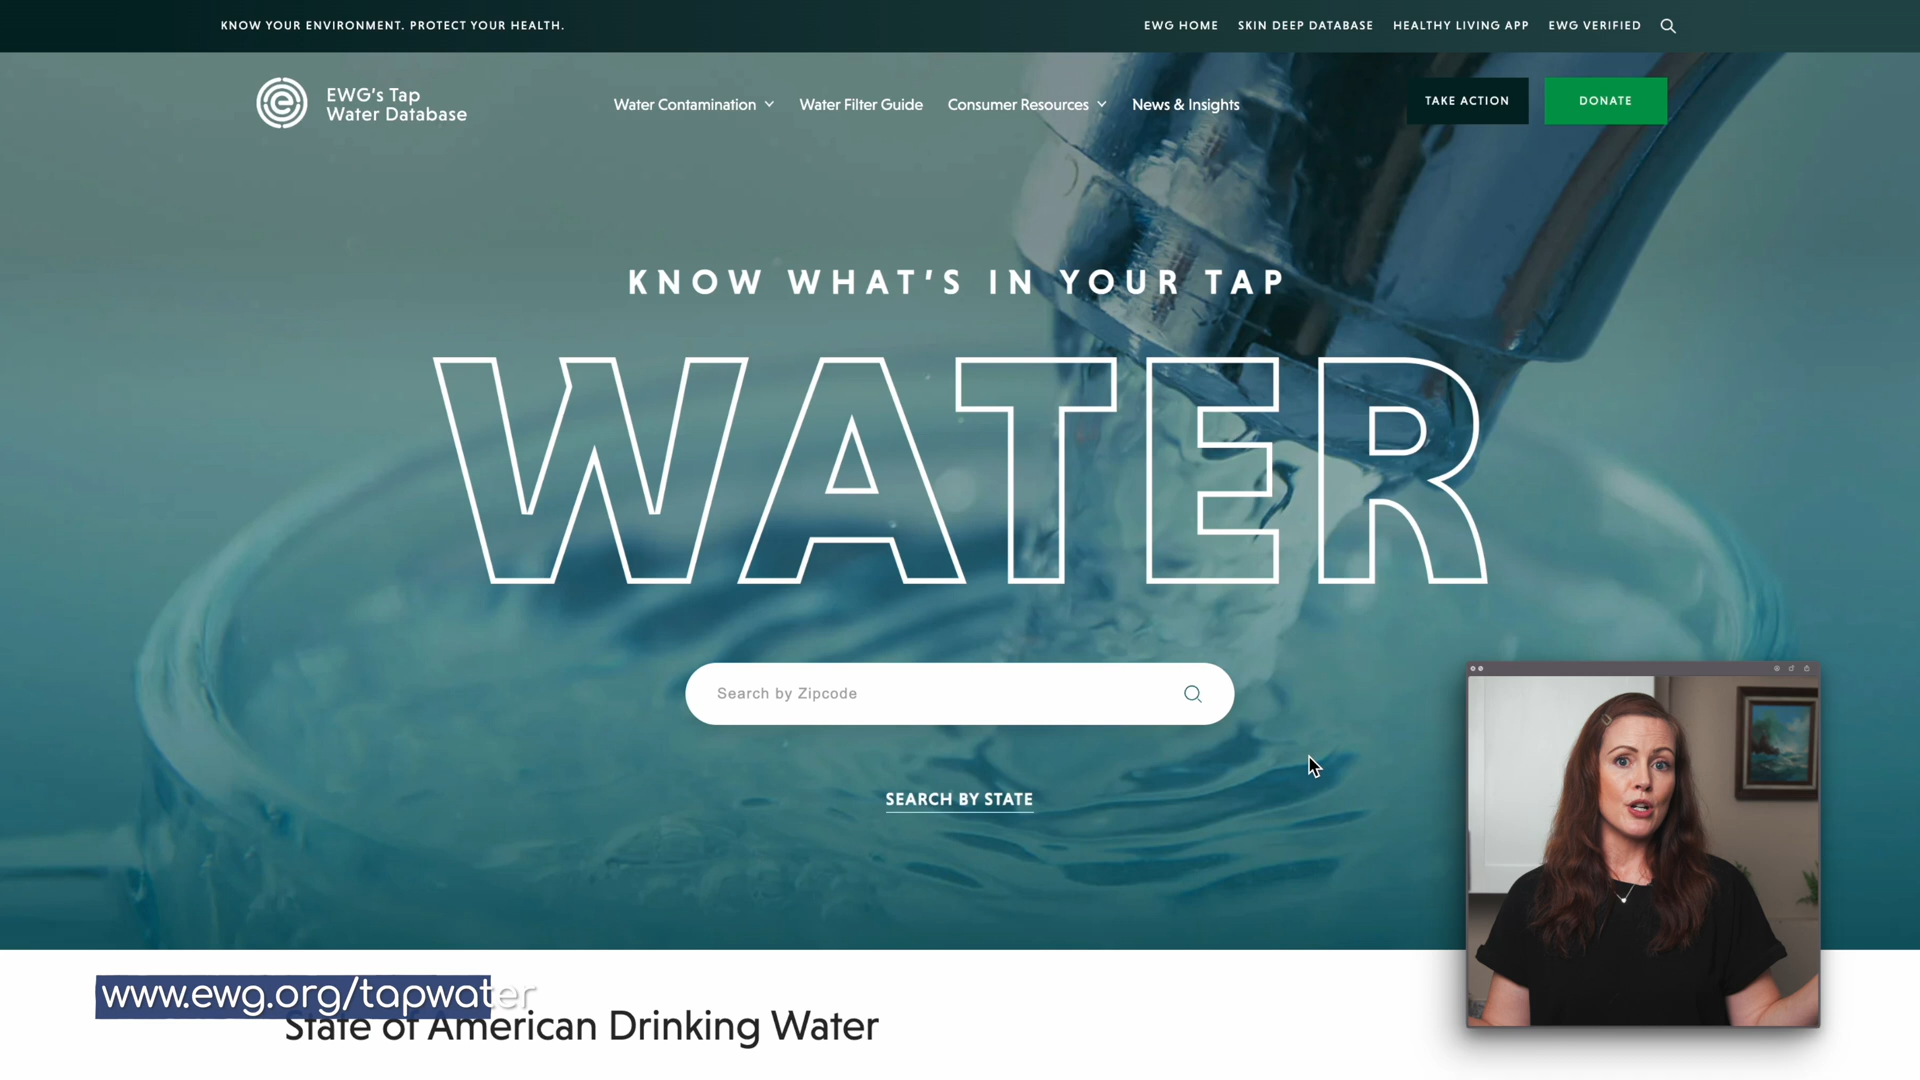 KNOW YOUR ENVIRONMENT. PROTECT YOUR HEALTH.
EWG HOME
SKIN DEEP DATABASE
HEALTHY LIVING APP
EWG VERIFIED
EWG's Tap
Water Database
Water Contamination
Water Filter Guide
Consumer Resources
News & Insights
TAKE ACTION
DONATE
KNOW WHAT'S IN YOUR TAP
WATER
Search by Zipcode
SEARCH BY STATE
www.ewg.org/tapwater
State of American Drinking Water